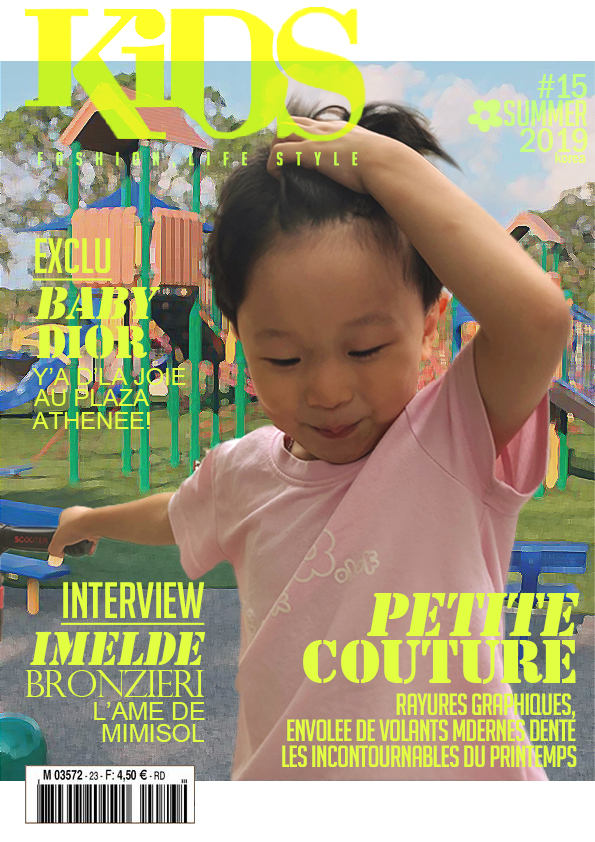 KiDS
FASHION LIFE STYLE
#15
SUMMER
2019
korea
EXCLU
BABY
DIOR
Y'A D'LA JOIE
AU PLAZA
ATHENEE!
SCOOTER
INTERVIEW
IMELDE
BRONZIERI
L'AME DE
MIMISOL
PETITE
COUTURE
RAYURES GRAPHIQUES,
ENVOLEE DE VOLANTS MDERNES DENTE
LES INCONTOURNABLES DU PRINTEMPS
M 03572 - 23 - F: 4,50 € - RD